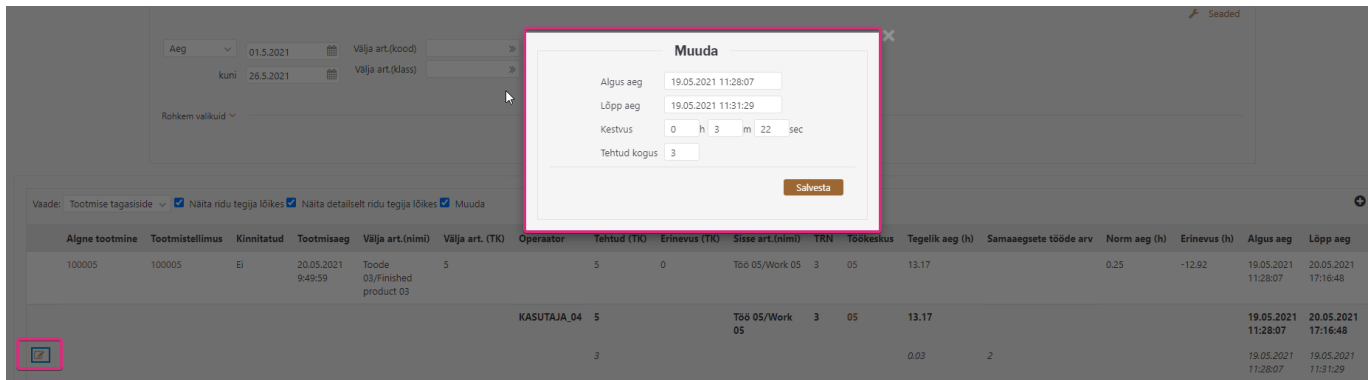 Seaded
Aeg 01.5.2021 Välja art.(kood)
kuni 26.5.2021 Välja art.(klass)
Rohkem valikuid
Muuda
Algus aeg 19.05.2021 11:28:07
Lõpp aeg 19.05.2021 11:31:29
Kestvus 0 h 3 m 22 sec
Tehtud kogus 3
Salvesta
Vaade: Tootmise tagasiside Näita ridu tegija lõikes Näita detailselt ridu tegija lõikes Muuda
Algne tootmine Tootmistellimus Kinnitatud Tootmisaeg Välja art.(nimi) Välja art. (TK) Operaator Tehtud (TK) Erinevus (TK) Sisse art.(nimi) TRN Töökeskus Tegelik aeg (h) Samaaegsete tööde arv Norm aeg (h) Erinevus (h) Algus aeg Lõpp aeg
100005 100005 Ei 20.05.2021 Toode 5 5 0 Töö 05/Work 05 3 05 13.17 0.25 -12.92 19.05.2021 20.05.2021
9:49:59 03/Finished 11:28:07 17:16:48
product 03
KASUTAJA_04 5 Töö 05/Work 3 05 13.17 19.05.2021 20.05.2021
05 11:28:07 17:16:48
3 0.03 2 19.05.2021 19.05.2021
11:28:07 11:31:29